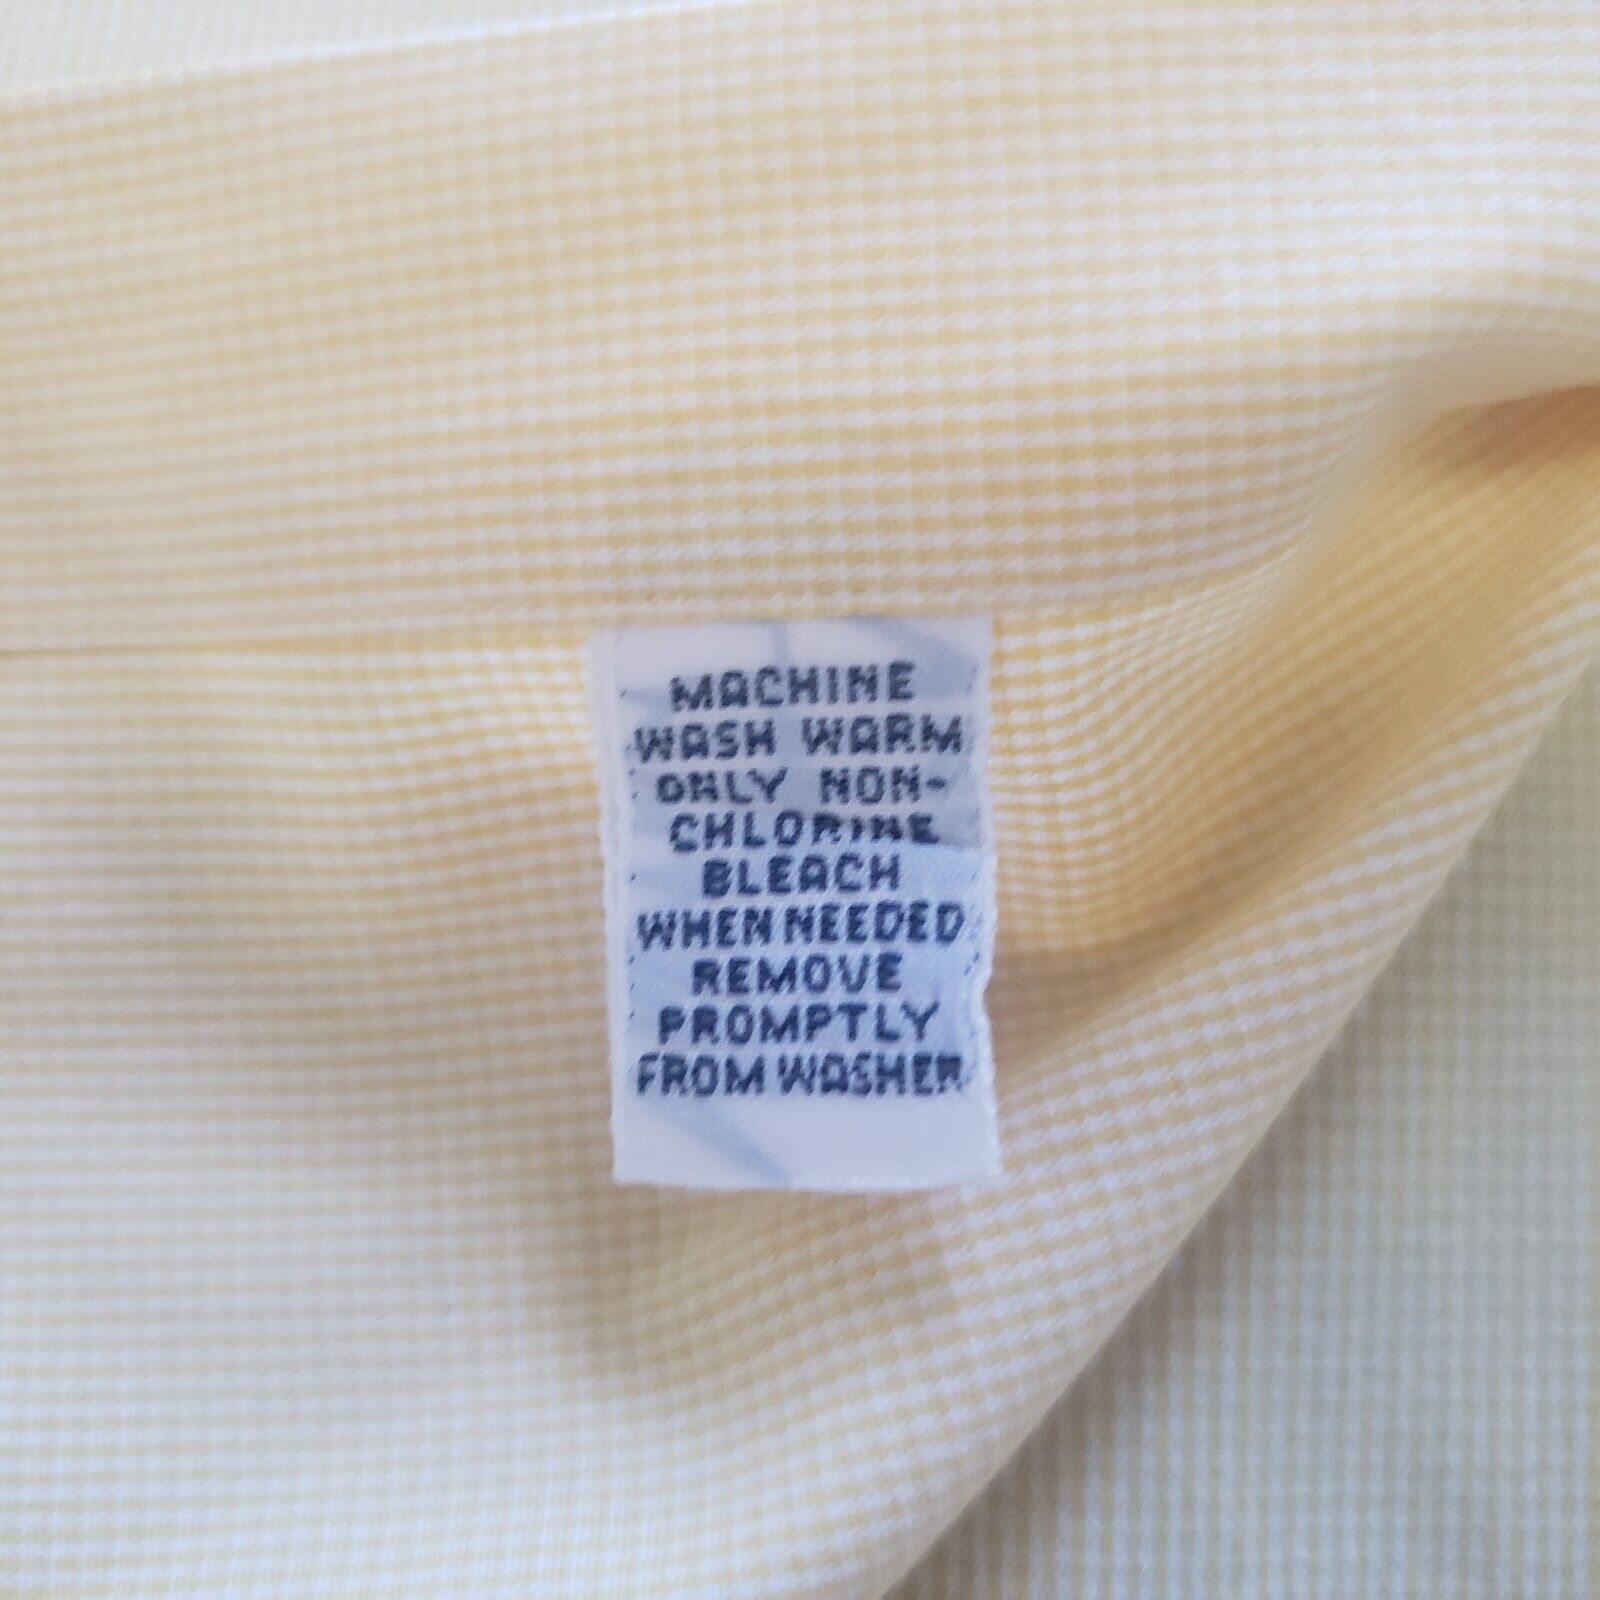 MACHINE
WASH WARM
ONLY NON-
CHLORINE
BLEACH
WHEN NEEDED
REMOVE
PROMPTLY
FROM WASHER